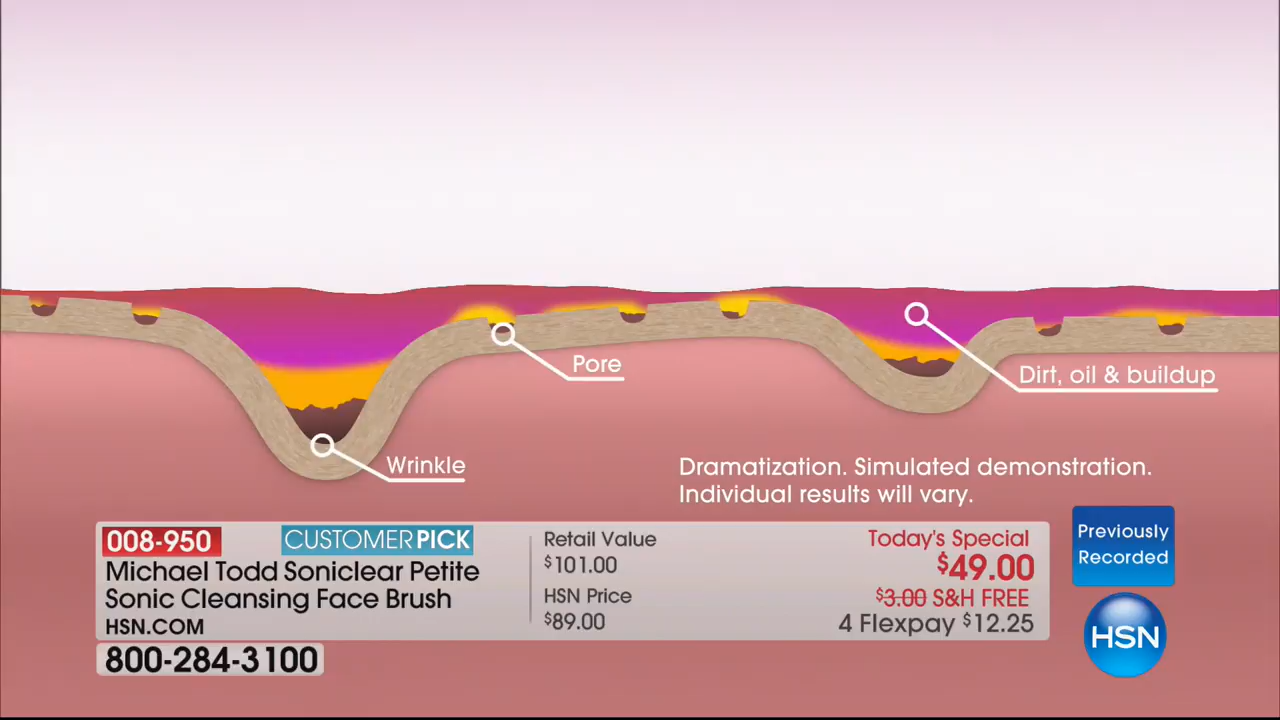 Pore
Dirt, oil & buildup
Wrinkle
Dramatization. Simulated demonstration.
Individual results will vary.
008-950
CUSTOMERPICK
Michael Todd Soniclear Petite
Sonic Cleansing Face Brush
HSN.COM
800-284-3100
Retail Value
$101.00
HSN Price
$89.00
Today's Special
$49.00
$3.00 S&H FREE
4 Flexpay $12.25
Previously
Recorded
HSN